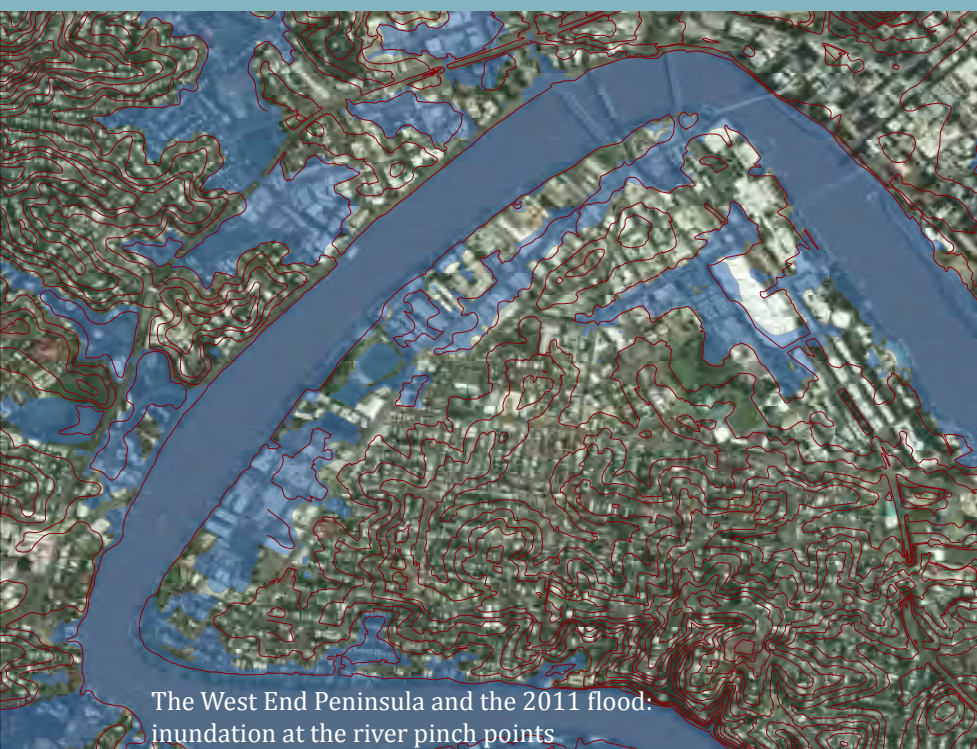 The West End Peninsula and the 2011 flood:
inundation at the river pinch points